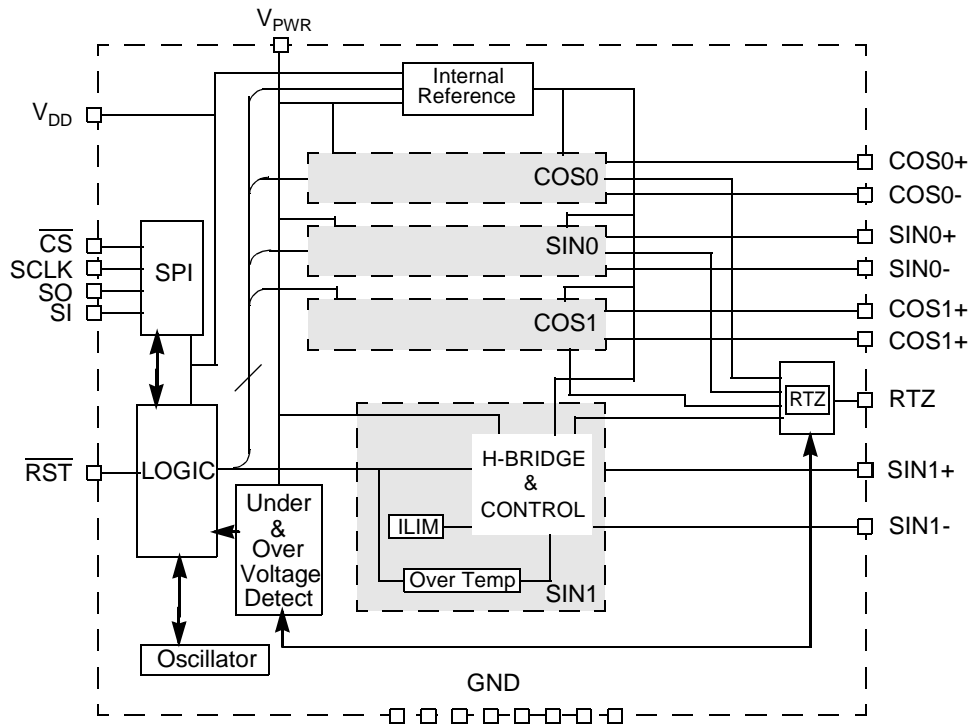 VPWR
Internal
Reference
VDD
COS0
COS0+
COS0-
CS
SCLK
SO
SI
SPI
SIN0
SIN0+
SIN0-
COS1
COS1+
COS1+
RTZ
RTZ
RST
LOGIC
H-BRIDGE
&
CONTROL
SIN1+
SIN1-
Under
&
Over
Voltage
Detect
ILIM
Over Temp
SIN1
Oscillator
GND